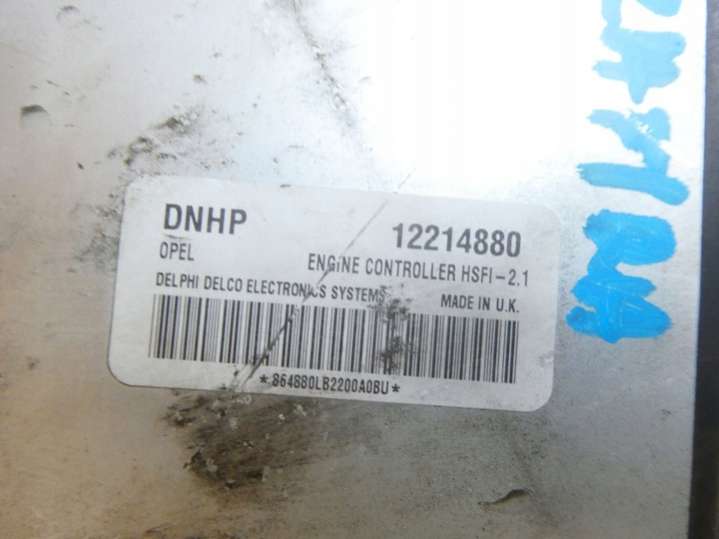 DNHP 12214880
OPEL ENGINE CONTROLLER HSFI-2.1
DELPHI DELCO ELECTRONICS SYSTEMS MADE IN U.K.
*864880LB2200A0BU*